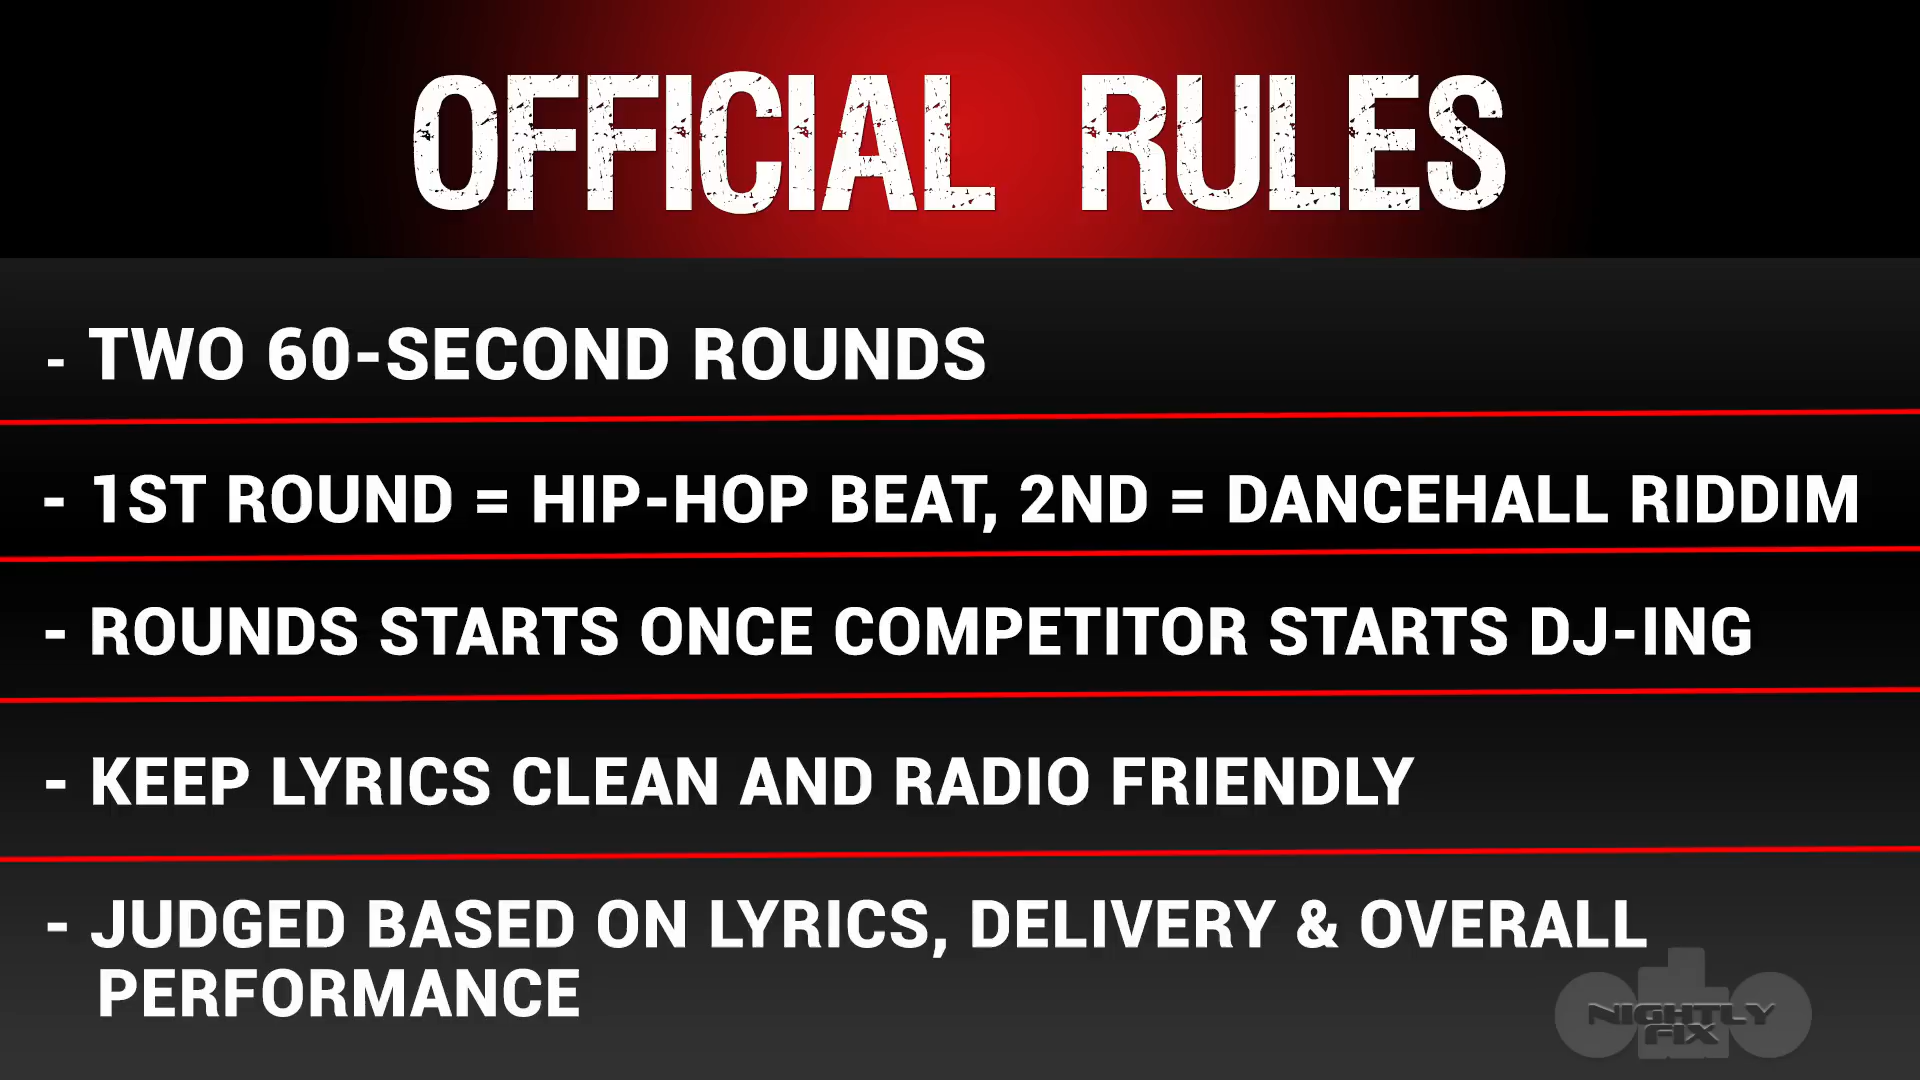 OFFICIAL RULES
- TWO 60-SECOND ROUNDS
- 1ST ROUND = HIP-HOP BEAT, 2ND = DANCEHALL RIDDIM
- ROUNDS STARTS ONCE COMPETITOR STARTS DJ-ING
- KEEP LYRICS CLEAN AND RADIO FRIENDLY
- JUDGED BASED ON LYRICS, DELIVERY & OVERALL
PERFORMANCE
NIGHTLY
FIX